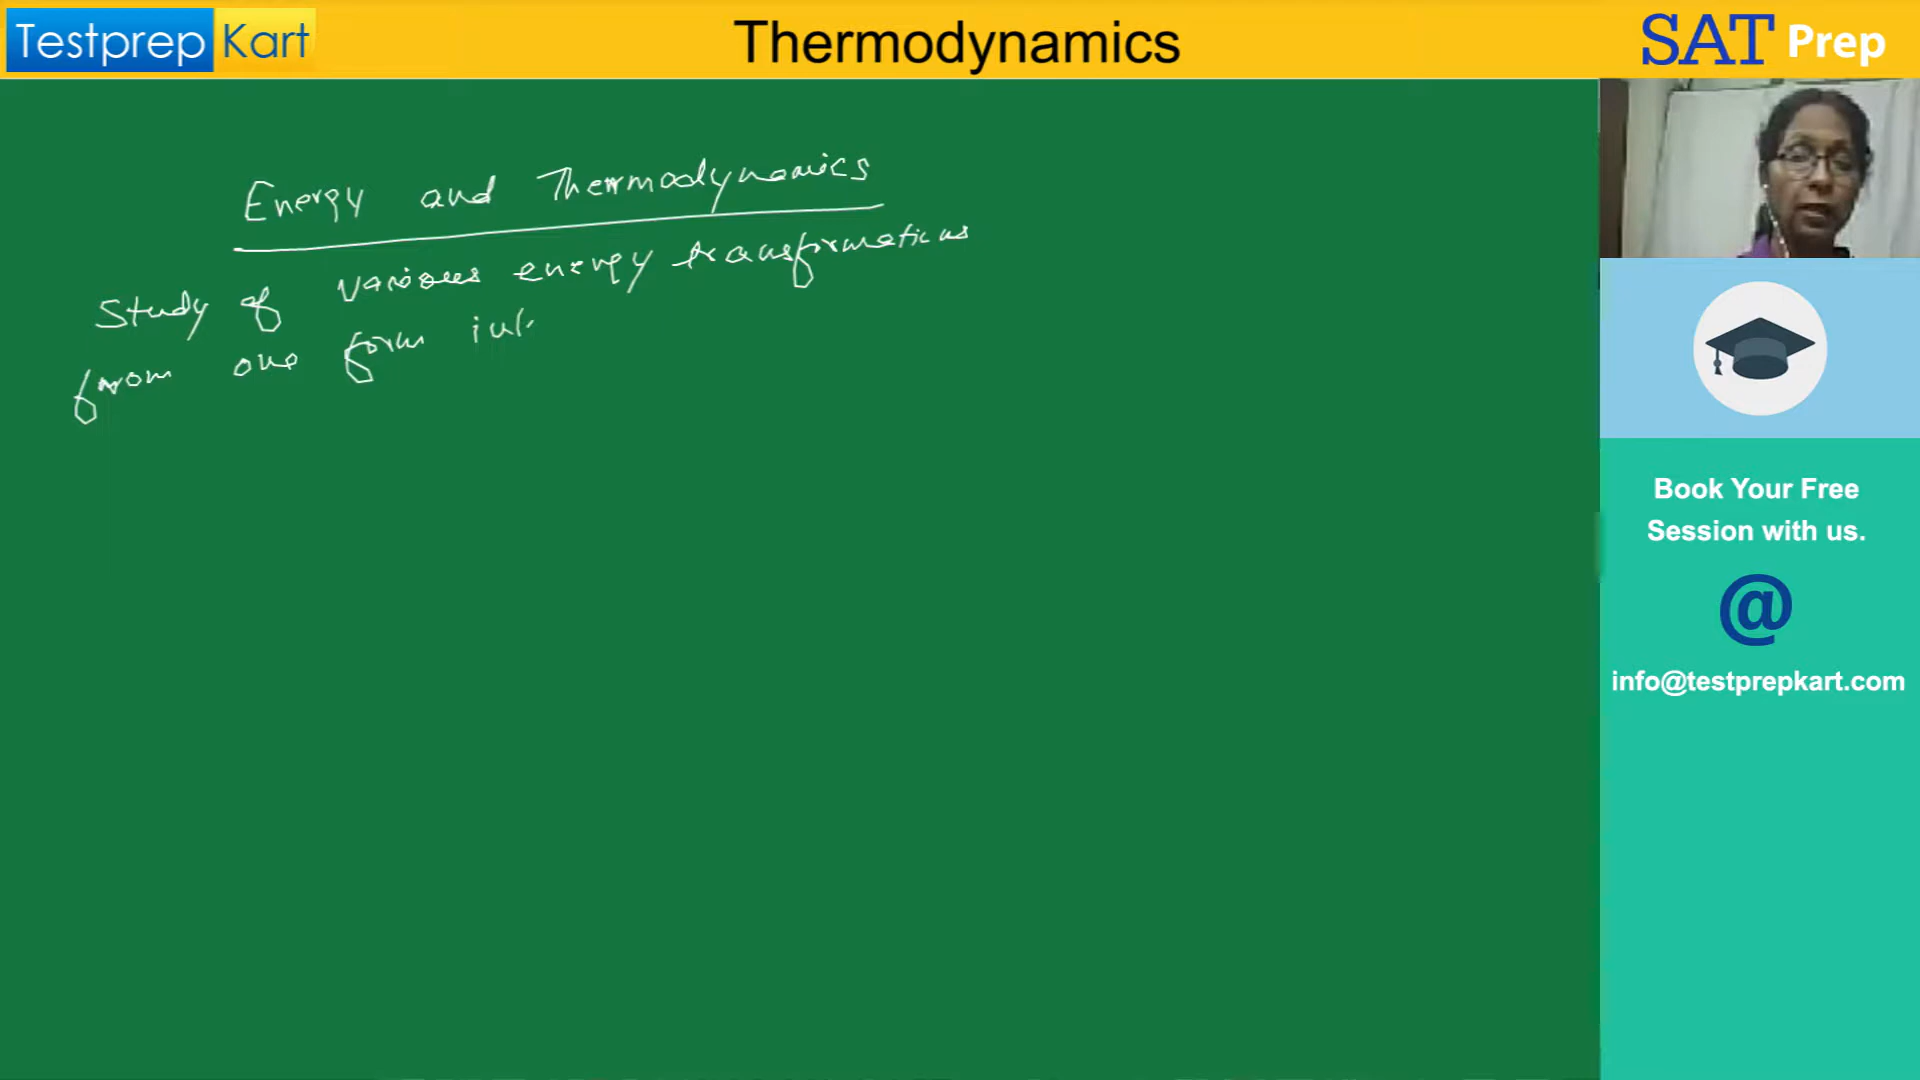 Testprep Kart
Thermodynamics
SAT Prep
Energy and Thermodynamics
Study of various energy transformations
from one form int
Book Your Free
Session with us.
@
info@testprepkart.com